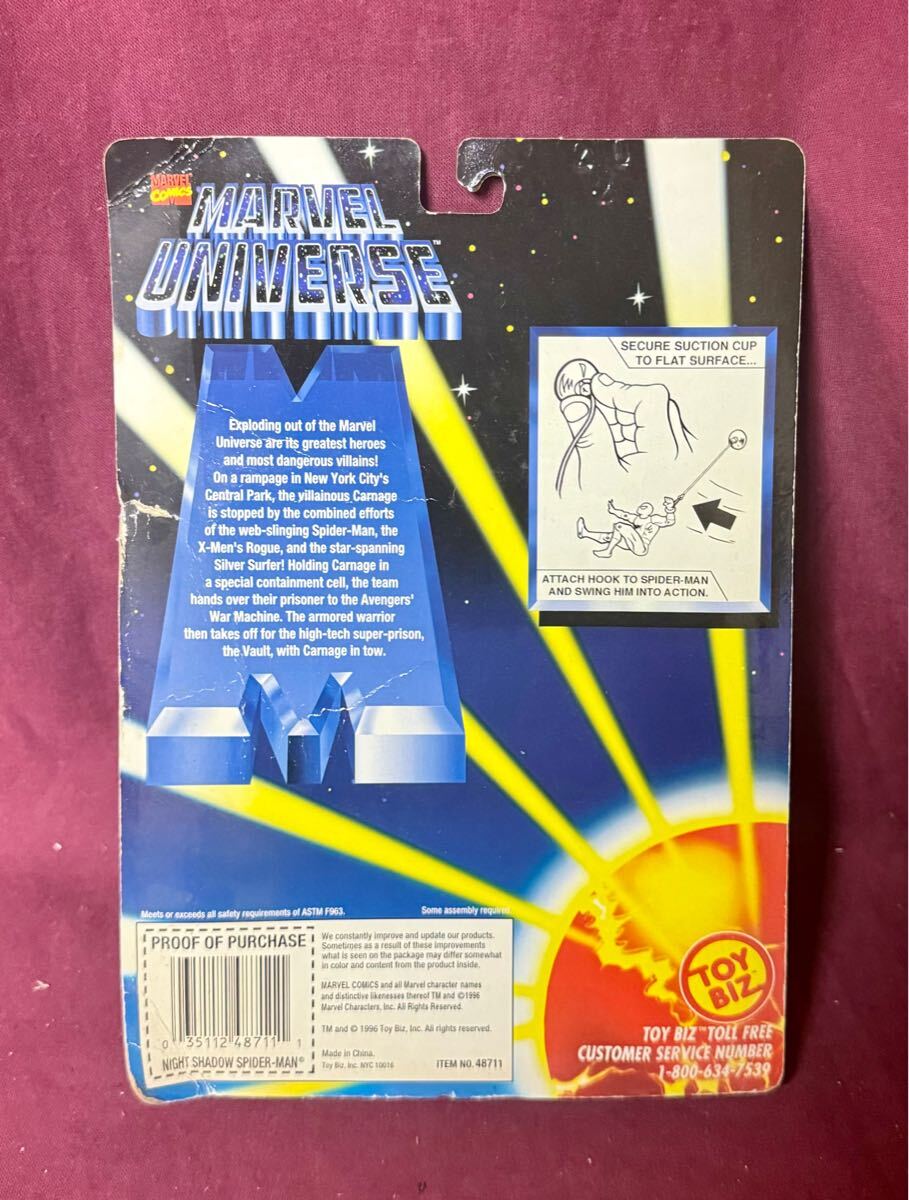 MARVEL
COMICS
MARVEL
UNIVERSE™
Exploding out of the Marvel
Universe are its greatest heroes
and most dangerous villains!
On a rampage in New York City's
Central Park, the villainous Carnage
is stopped by the combined efforts
of the web-slinging Spider-Man, the
X-Men's Rogue, and the star-spanning
Silver Surfer! Holding Carnage in
a special containment cell, the team
hands over their prisoner to the Avengers'
War Machine. The armored warrior
then takes off for the high-tech super-prison,
the Vault, with Carnage in tow.
SECURE SUCTION CUP
TO FLAT SURFACE...
ATTACH HOOK TO SPIDER-MAN
AND SWING HIM INTO ACTION.
Meets or exceeds all safety requirements of ASTM F963.
Some assembly required
PROOF OF PURCHASE
0 35112 48711 1
NIGHT SHADOW SPIDER-MAN®
We constantly improve and update our products.
Sometimes as a result of these improvements
what is seen on the package may differ somewhat
in color and content from the product inside.
MARVEL COMICS and all Marvel character names
and distinctive likenesses thereof TM and ©1996
Marvel Characters, Inc. All Rights Reserved.
TM and © 1996 Toy Biz, Inc. All rights reserved.
Made in China.
Toy Biz, Inc. NYC 10016
ITEM NO. 48711
TOY
BIZ™
TOY BIZ™ TOLL FREE
CUSTOMER SERVICE NUMBER
1-800-634-7539